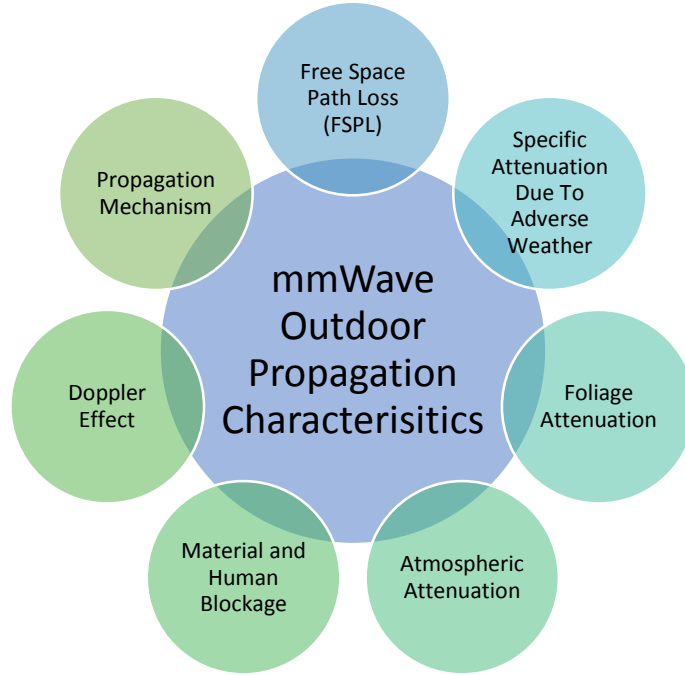 Free Space
Path Loss
(FSPL)
Specific
Attenuation
Due To
Adverse
Weather
Foliage
Attenuation
Atmospheric
Attenuation
Material and
Human
Blockage
Doppler
Effect
Propagation
Mechanism
mmWave
Outdoor
Propagation
Characterisitics